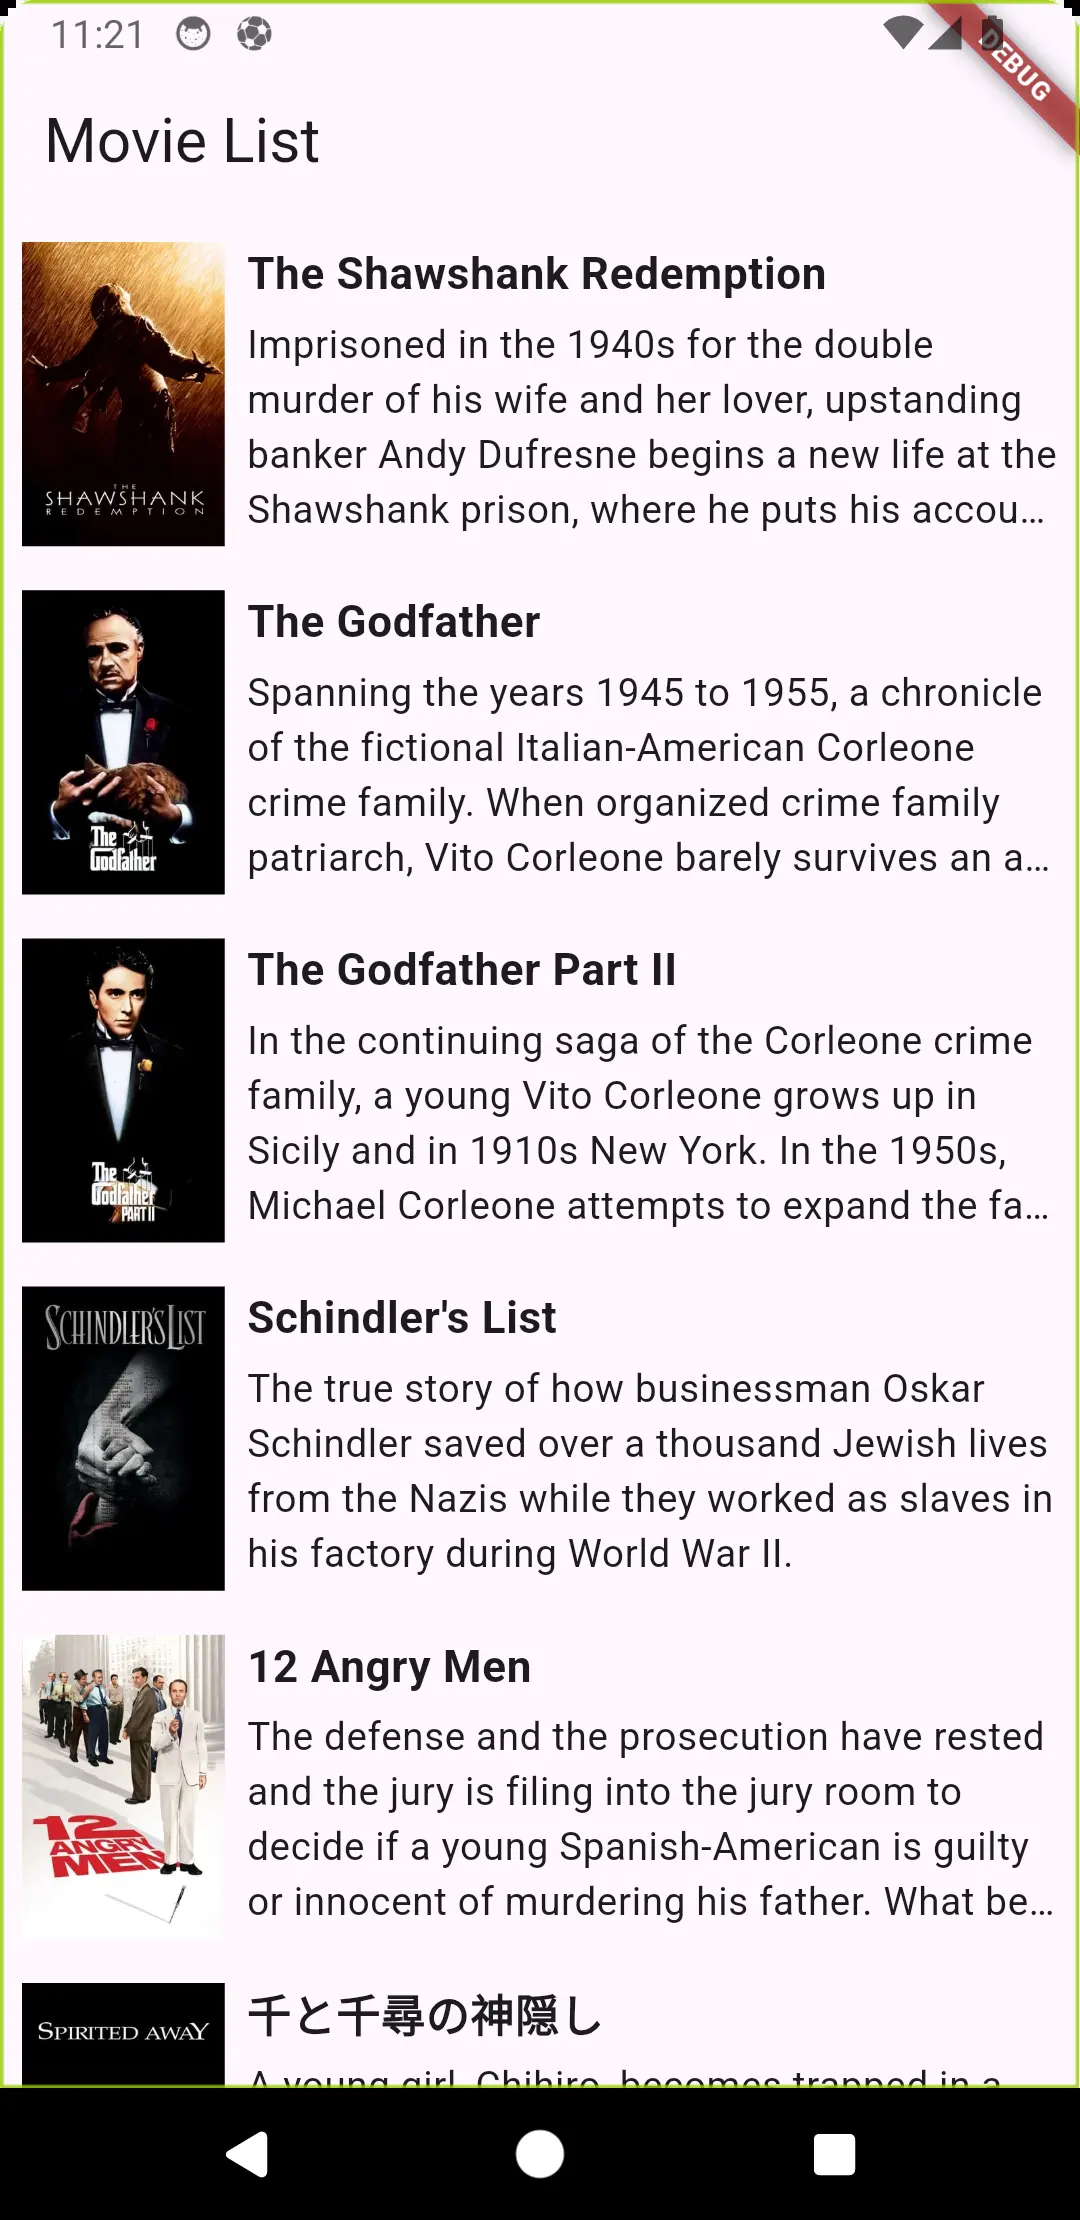 11:21
DEBUG
Movie List
THE
SHAWSHANK
REDEMPTION
The Shawshank Redemption
Imprisoned in the 1940s for the double
murder of his wife and her lover, upstanding
banker Andy Dufresne begins a new life at the
Shawshank prison, where he puts his accou…
The
Godfather
The Godfather
Spanning the years 1945 to 1955, a chronicle
of the fictional Italian-American Corleone
crime family. When organized crime family
patriarch, Vito Corleone barely survives an a…
The
Godfather
PART II
The Godfather Part II
In the continuing saga of the Corleone crime
family, a young Vito Corleone grows up in
Sicily and in 1910s New York. In the 1950s,
Michael Corleone attempts to expand the fa…
SCHINDLER'S LIST
Schindler's List
The true story of how businessman Oskar
Schindler saved over a thousand Jewish lives
from the Nazis while they worked as slaves in
his factory during World War II.
12
ANGRY
MEN
12 Angry Men
The defense and the prosecution have rested
and the jury is filing into the jury room to
decide if a young Spanish-American is guilty
or innocent of murdering his father. What be…
SPIRITED AWAY
千と千尋の神隠し
A young girl, Chihiro, becomes trapped in a